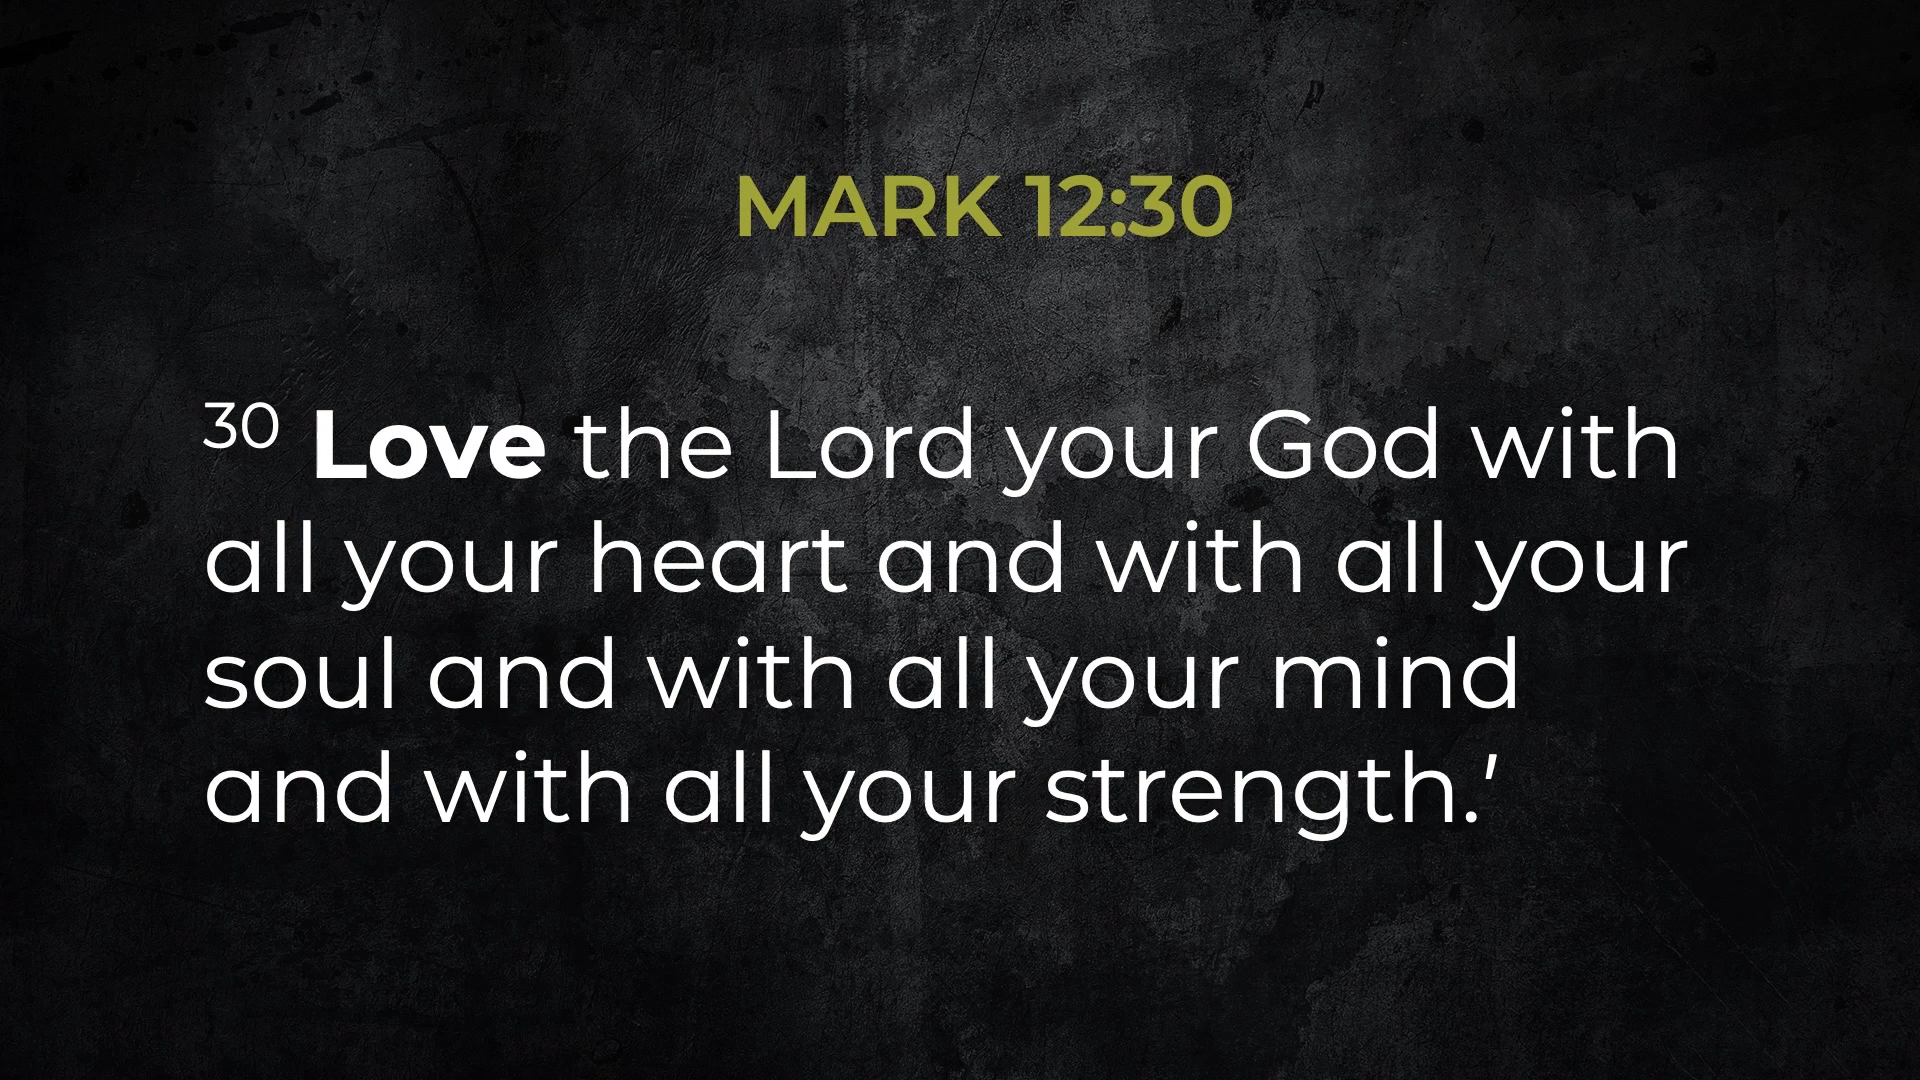 MARK 12:30
30 Love the Lord your God with
all your heart and with all your
soul and with all your mind
and with all your strength.’